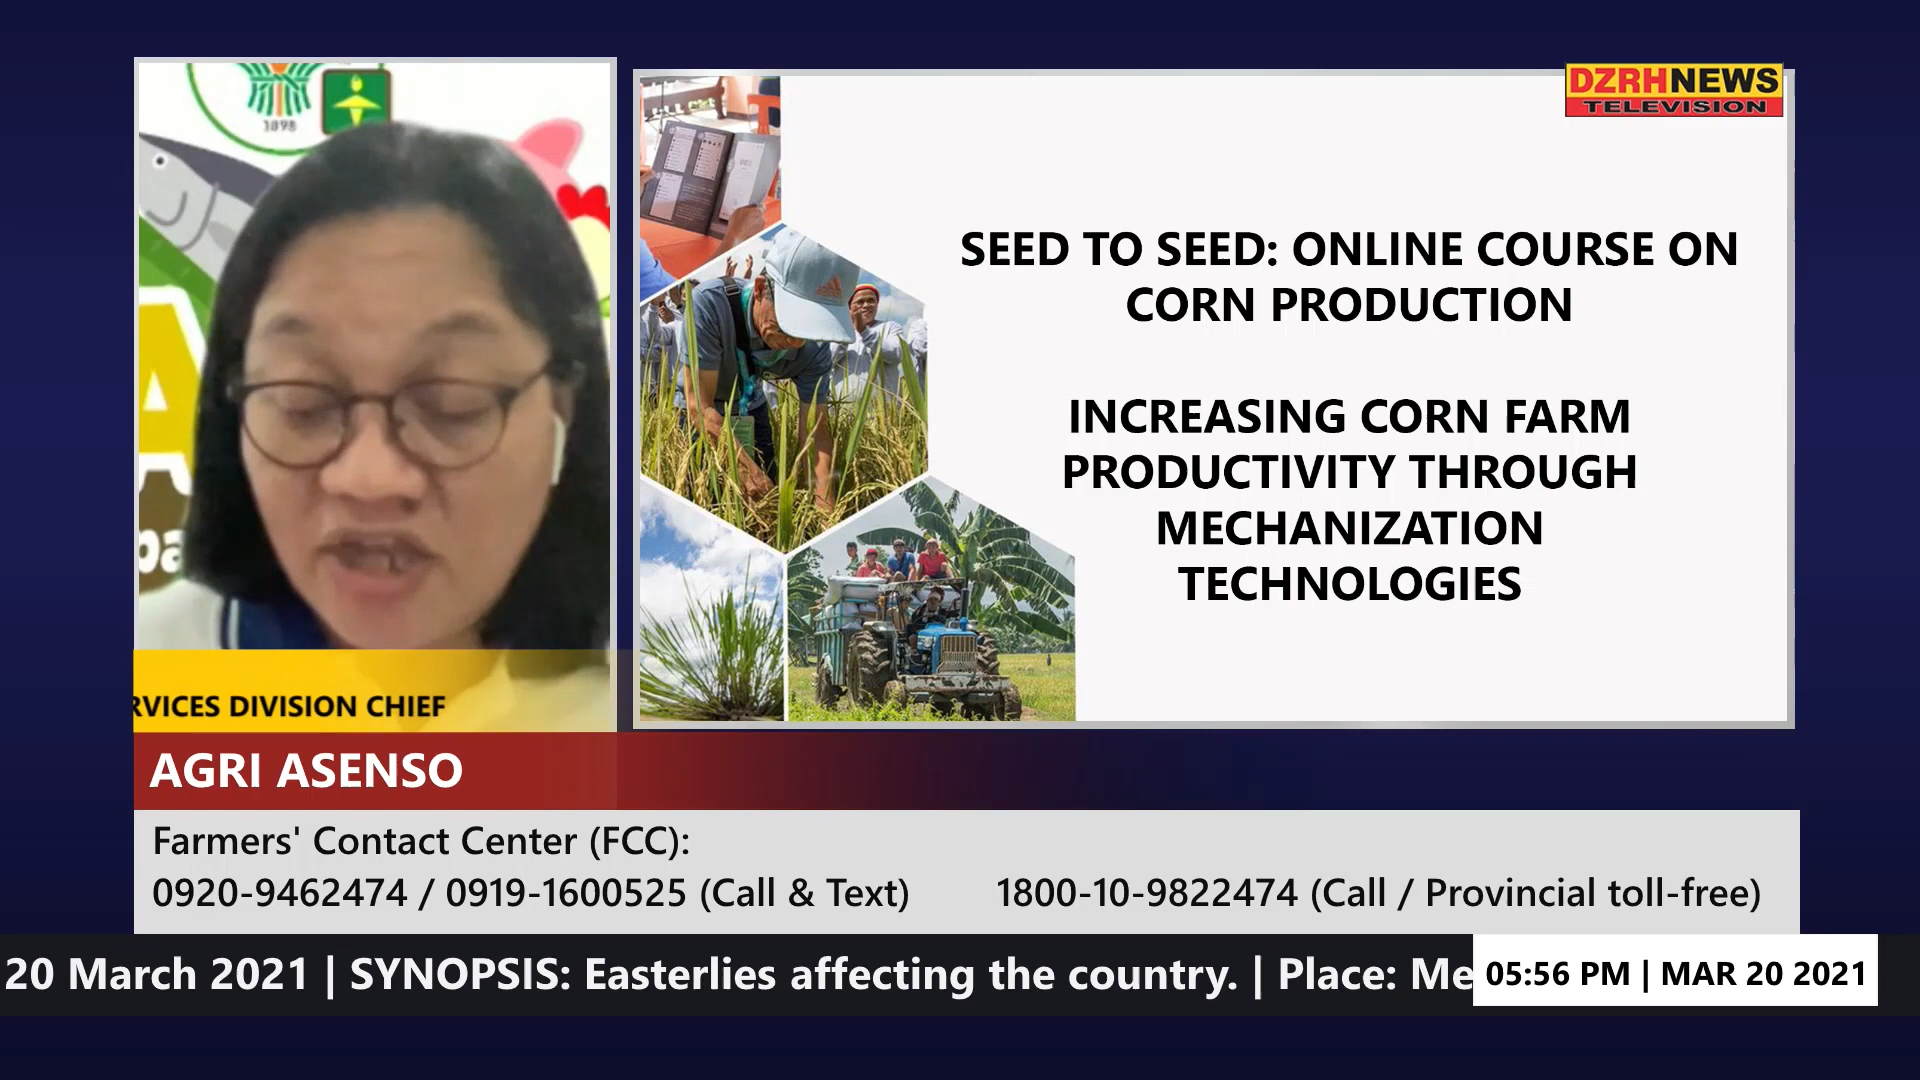 1898
DZRHNEWS
TELEVISION
SEED TO SEED: ONLINE COURSE ON
CORN PRODUCTION
INCREASING CORN FARM
PRODUCTIVITY THROUGH
MECHANIZATION
TECHNOLOGIES
A
pa
RVICES DIVISION CHIEF
AGRI ASENSO
Farmers' Contact Center (FCC):
0920-9462474 / 0919-1600525 (Call & Text) 1800-10-9822474 (Call / Provincial toll-free)
20 March 2021 | SYNOPSIS: Easterlies affecting the country. | Place: Me
05:56 PM | MAR 20 2021